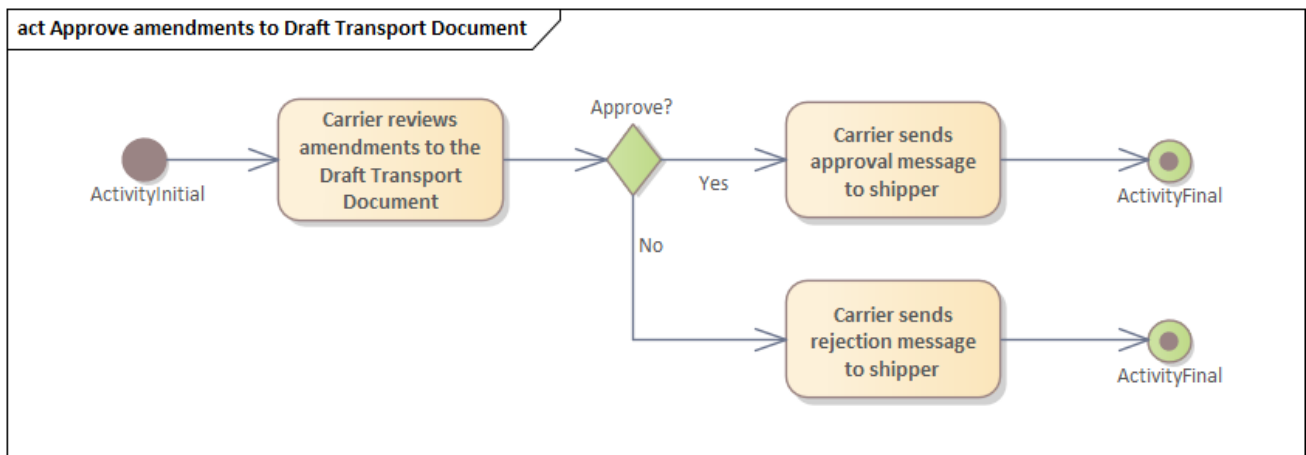 act Approve amendments to Draft Transport Document
Approve?
Carrier reviews
amendments to the
Draft Transport
Document
Carrier sends
approval message
to shipper
Yes
ActivityInitial
ActivityFinal
No
Carrier sends
rejection message
to shipper
ActivityFinal